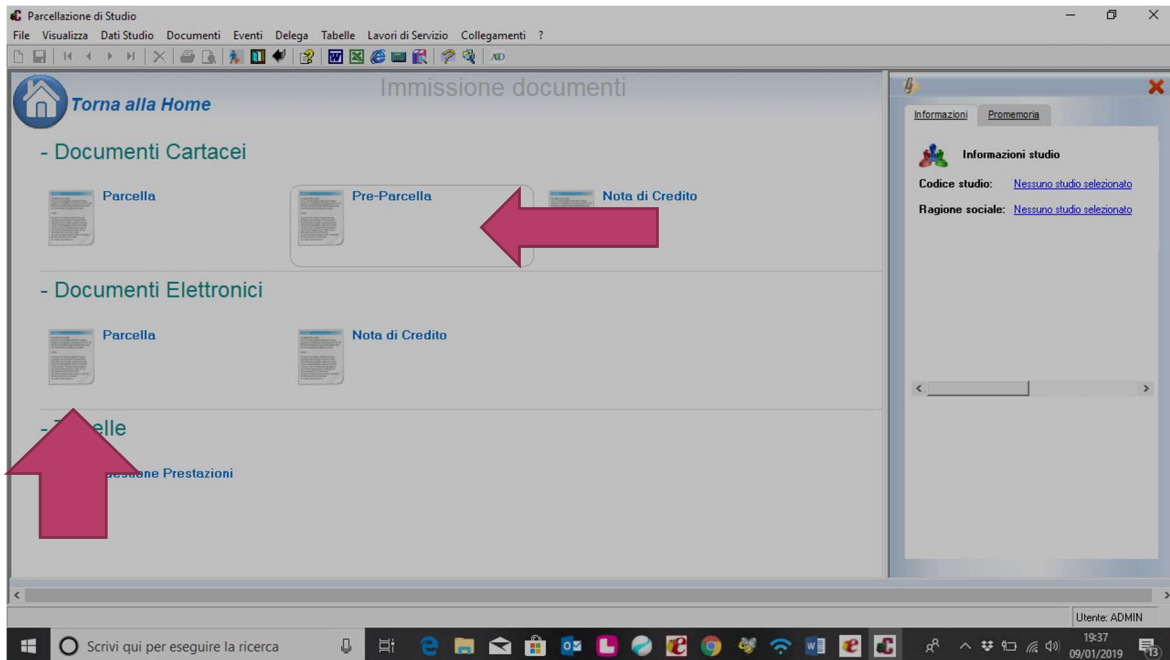 Parcellazione di Studio
File Visualizza Dati Studio Documenti Eventi Delega Tabelle Lavori di Servizio Collegamenti ?
Immissione documenti
Torna alla Home
- Documenti Cartacei
Parcella
Pre-Parcella
Nota di Credito
- Documenti Elettronici
Parcella
Nota di Credito
Prestazioni
Informazioni Promemoria
Informazioni studio
Codice studio: Nessuno studio selezionato
Ragione sociale: Nessuno studio selezionato
Utente: ADMIN
Scrivi qui per eseguire la ricerca
19:37
09/01/2019
13